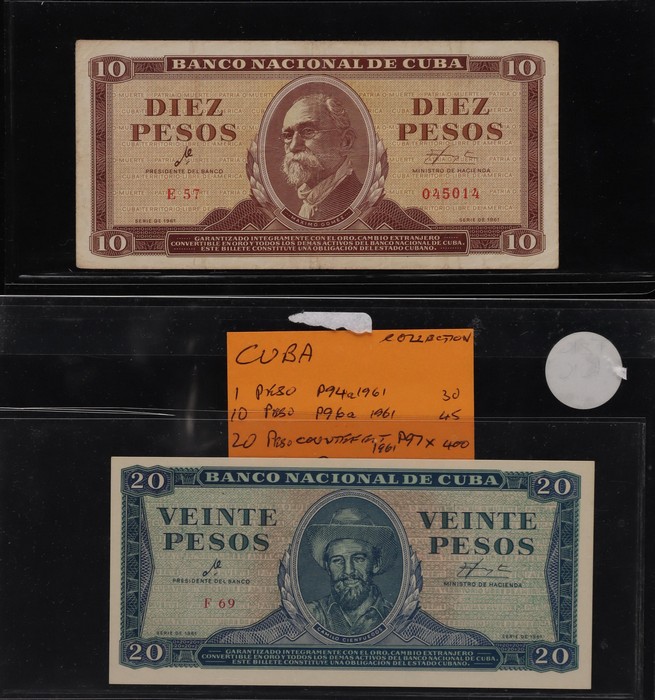 10 BANCO NACIONAL DE CUBA 10
DIEZ PESOS DIEZ PESOS
PRESIDENTE DEL BANCO MINISTRO DE HACIENDA
E 57 045014
SERIE DE 1961 SERIE DE 1961
MAXIMO GOMEZ
GARANTIZADO INTEGRAMENTE CON EL ORO, CAMBIO EXTRANJERO
10 CONVERTIBLE EN ORO Y TODOS LOS DEMAS ACTIVOS DEL BANCO NACIONAL DE CUBA. 10
ESTE BILLETE CONSTITUYE UNA OBLIGACION DEL ESTADO CUBANO.
COLLECTION
CUBA
1 PESO P94a 1961 30
10 PESO P96a 1961 45
20 PESO COUNTERFEIT 1961 P97x 400
20 BANCO NACIONAL DE CUBA 20
VEINTE PESOS VEINTE PESOS
PRESIDENTE DEL BANCO MINISTRO DE HACIENDA
F 69
SERIE DE 1961 SERIE DE 1961
CAMILO CIENFUEGOS
GARANTIZADO INTEGRAMENTE CON EL ORO, CAMBIO EXTRANJERO
20 CONVERTIBLE EN ORO Y TODOS LOS DEMAS ACTIVOS DEL BANCO NACIONAL DE CUBA. 20
ESTE BILLETE CONSTITUYE UNA OBLIGACION DEL ESTADO CUBANO.